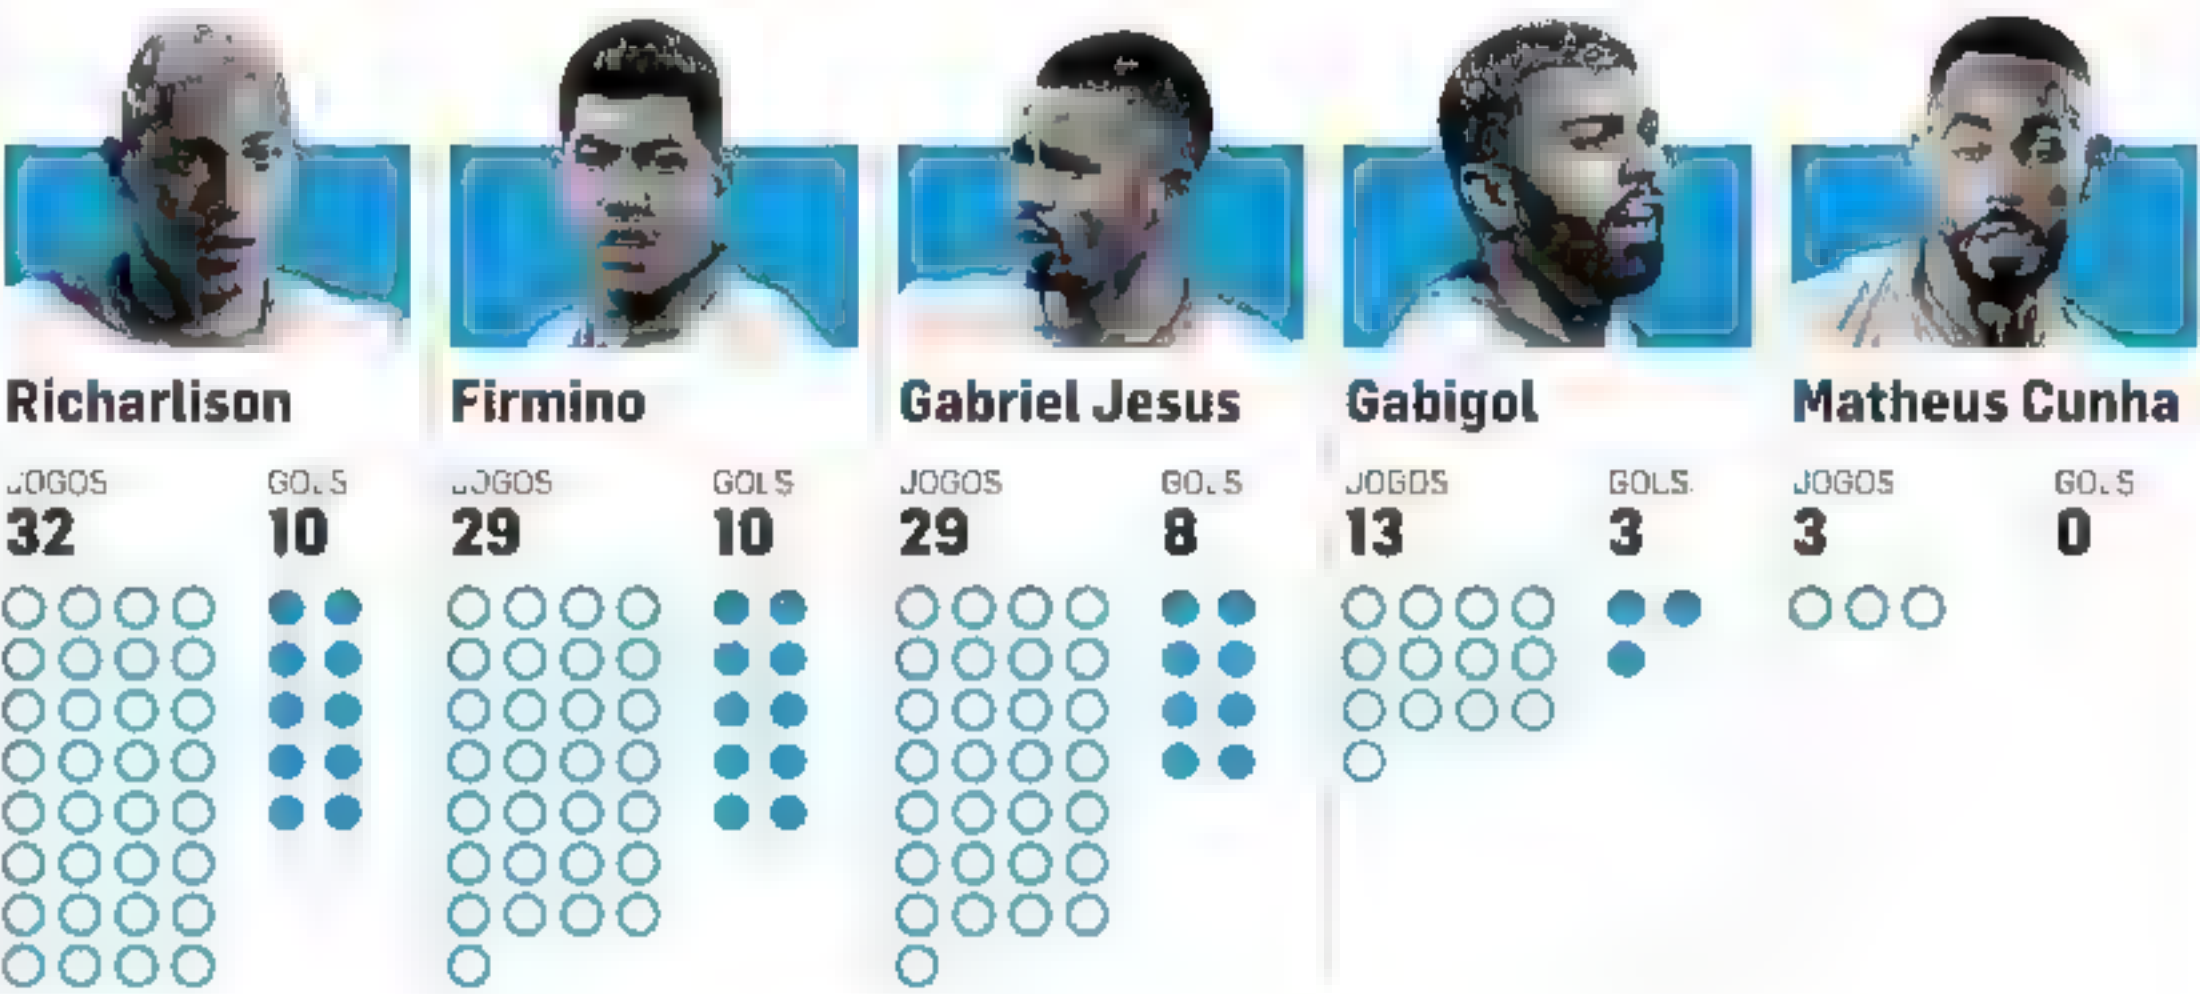 Richarlison
JOGOS GOLS
32 10
Firmino
JOGOS GOLS
29 10
Gabriel Jesus
JOGOS GOLS
29 8
Gabigol
JOGOS GOLS
13 3
Matheus Cunha
JOGOS GOLS
3 0